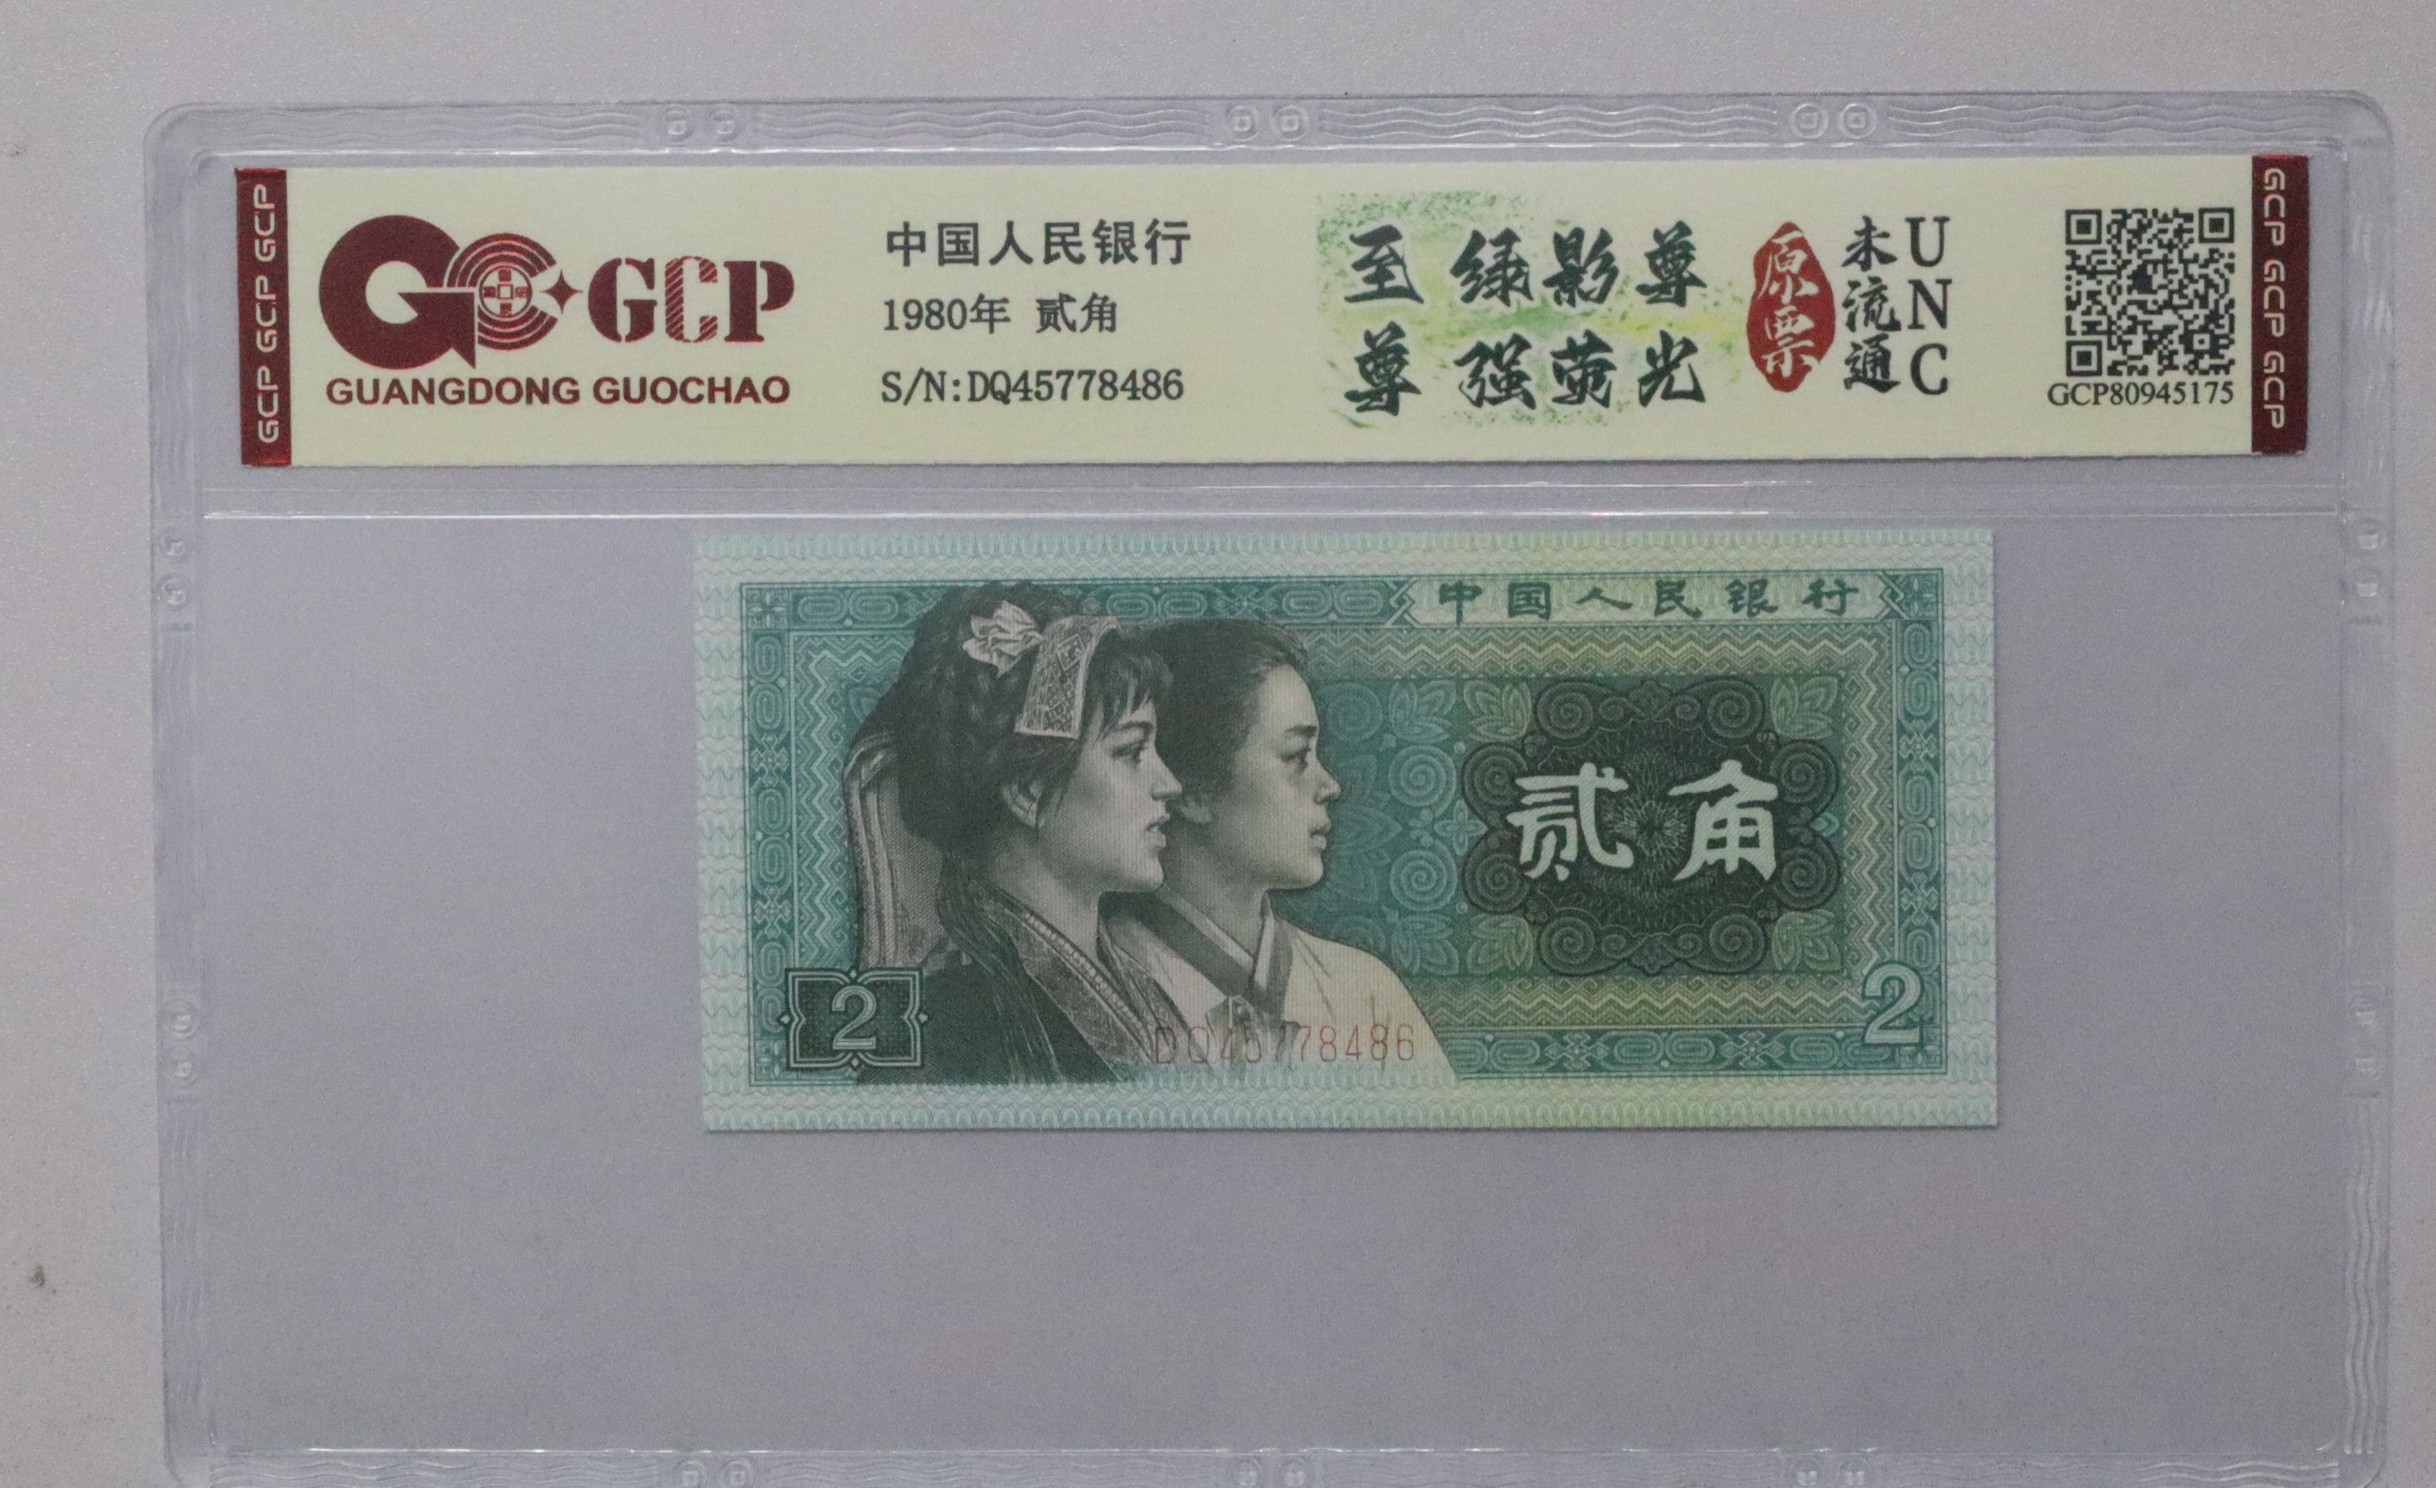 GCP GCP GCP
GCP
GUANGDONG GUOCHAO
中国人民银行
1980年 贰角
S/N:DQ45778486
至尊
绿影尊
强荧光
原票
未流通
UNC
GCP80945175
GCP GCP GCP
中国人民银行
贰角
2
2
DQ45778486